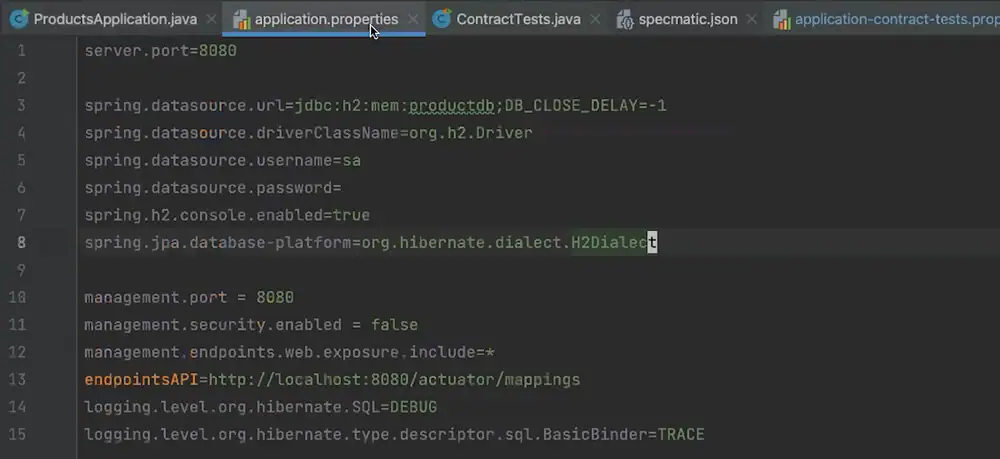 ProductsApplication.java application.properties ContractTests.java specmatic.json application-contract-tests.prop
1 server.port=8080
2
3 spring.datasource.url=jdbc:h2:mem:productdb;DB_CLOSE_DELAY=-1
4 spring.datasource.driverClassName=org.h2.Driver
5 spring.datasource.username=sa
6 spring.datasource.password=
7 spring.h2.console.enabled=true
8 spring.jpa.database-platform=org.hibernate.dialect.H2Dialect
9
10 management.port = 8080
11 management.security.enabled = false
12 management.endpoints.web.exposure.include=*
13 endpointsAPI=http://localhost:8080/actuator/mappings
14 logging.level.org.hibernate.SQL=DEBUG
15 logging.level.org.hibernate.type.descriptor.sql.BasicBinder=TRACE